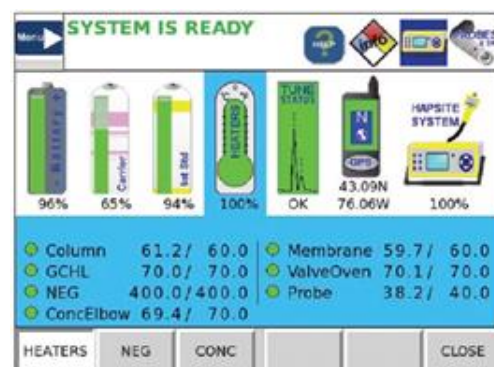 Menu
SYSTEM IS READY
HELP
info
PROBES
BATTERY
Carrier
Int Std
°C °F
HEATERS
TUNE
STATUS
N
GPS
HAPSITE
SYSTEM
96%
65%
94%
100%
OK
43.09N
76.06W
100%
Column 61.2/ 60.0
GCHL 70.0/ 70.0
NEG 400.0/400.0
ConcElbow 69.4/ 70.0
Membrane 59.7/ 60.0
ValveOven 70.1/ 70.0
Probe 38.2/ 40.0
HEATERS
NEG
CONC
CLOSE